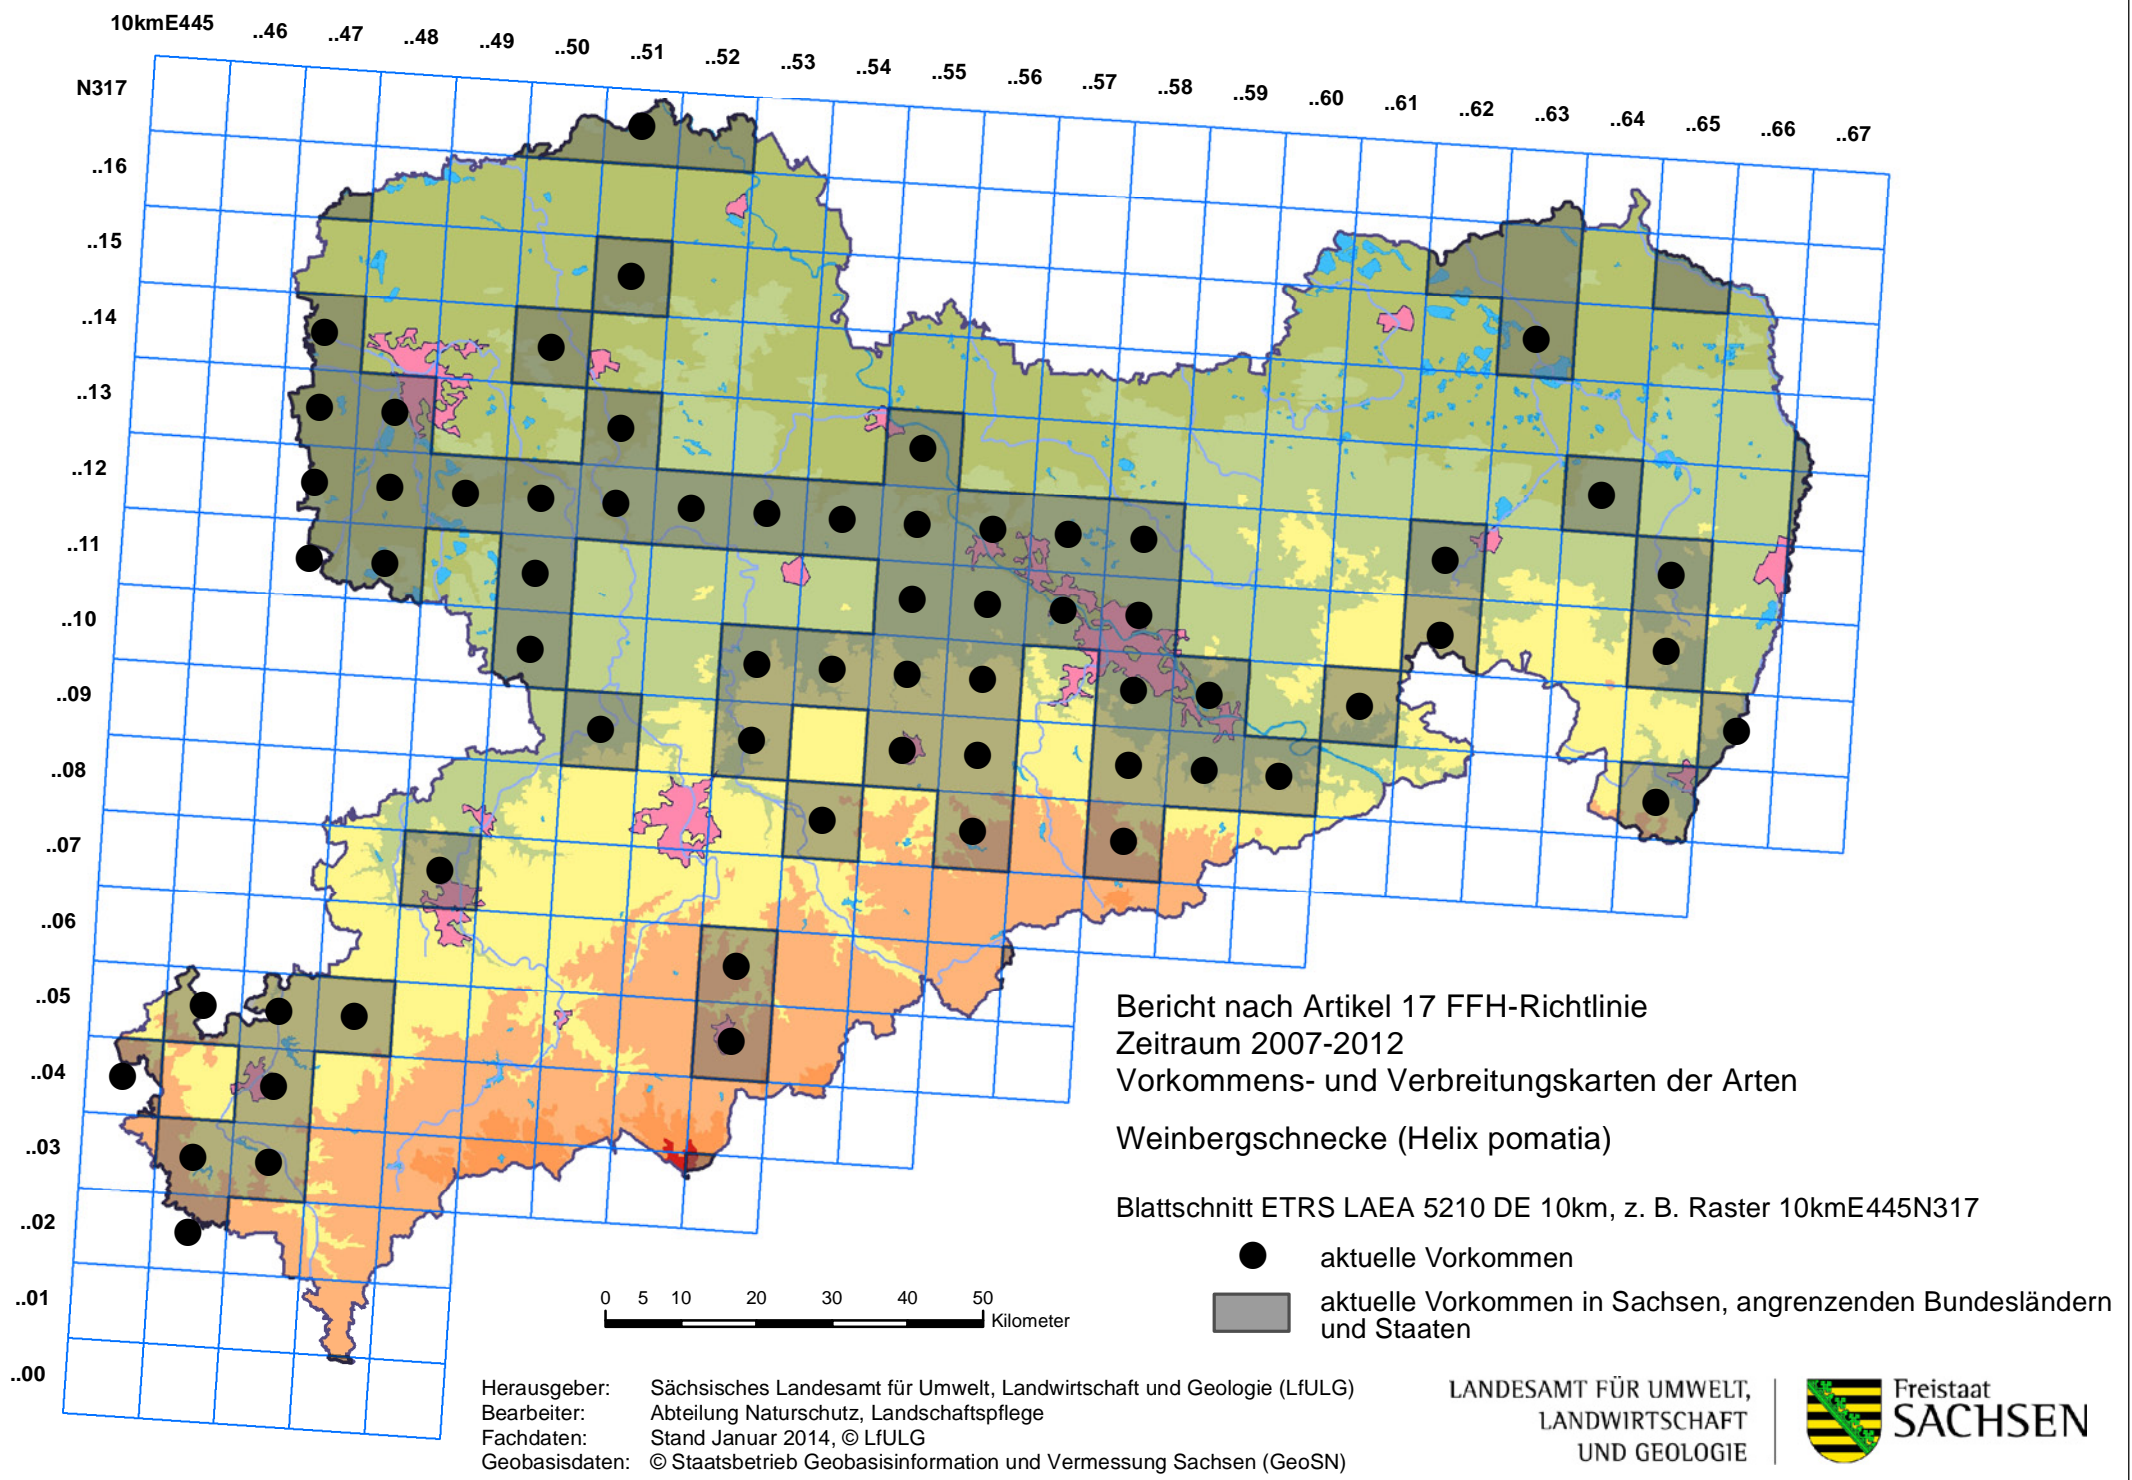 10kmE445 ..46 ..47 ..48 ..49 ..50 ..51 ..52 ..53 ..54 ..55 ..56 ..57 ..58 ..59 ..60 ..61 ..62 ..63 ..64 ..65 ..66 ..67
N317
..16
..15
..14
..13
..12
..11
..10
..09
..08
..07
..06
..05
..04
..03
..02
..01
..00
Bericht nach Artikel 17 FFH-Richtlinie
Zeitraum 2007-2012
Vorkommens- und Verbreitungskarten der Arten
Weinbergschnecke (Helix pomatia)
Blattschnitt ETRS LAEA 5210 DE 10km, z. B. Raster 10kmE445N317
aktuelle Vorkommen
aktuelle Vorkommen in Sachsen, angrenzenden Bundesländern
und Staaten
0 5 10 20 30 40 50
Kilometer
Herausgeber: Sächsisches Landesamt für Umwelt, Landwirtschaft und Geologie (LfULG)
Bearbeiter: Abteilung Naturschutz, Landschaftspflege
Fachdaten: Stand Januar 2014, © LfULG
Geobasisdaten: © Staatsbetrieb Geobasisinformation und Vermessung Sachsen (GeoSN)
LANDESAMT FÜR UMWELT,
LANDWIRTSCHAFT
UND GEOLOGIE
Freistaat
SACHSEN